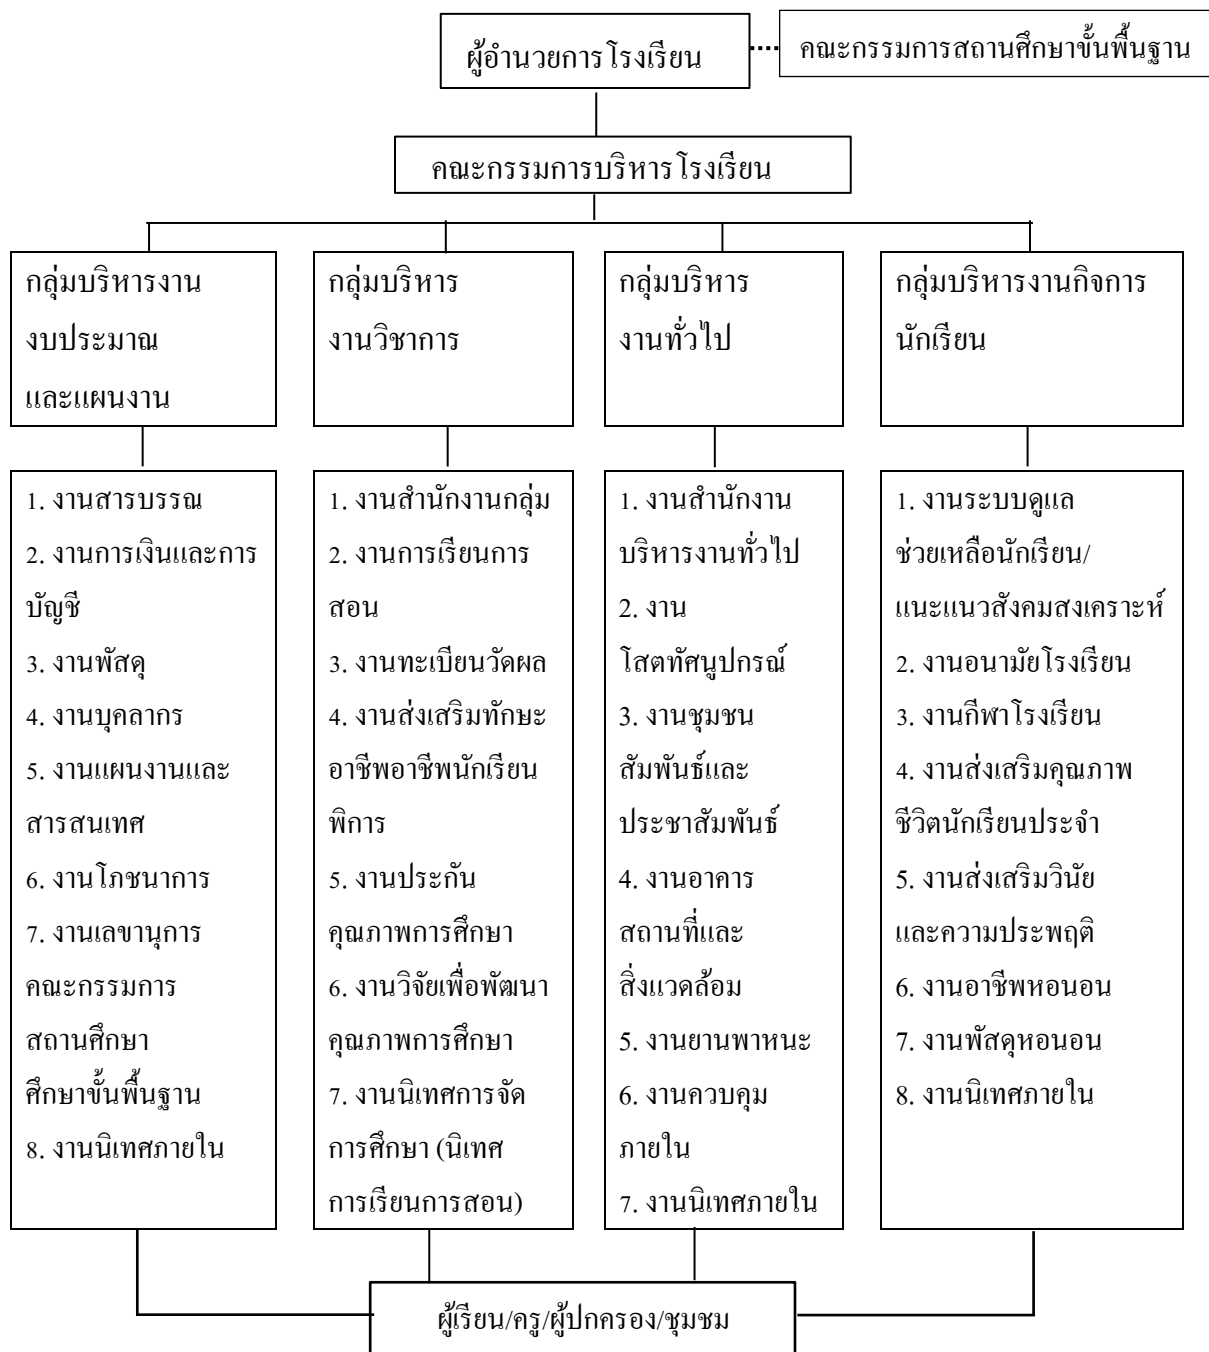 ผู้อำนวยการโรงเรียน
คณะกรรมการสถานศึกษาขั้นพื้นฐาน
คณะกรรมการบริหารโรงเรียน
กลุ่มบริหารงาน
งบประมาณ
และแผนงาน
กลุ่มบริหาร
งานวิชาการ
กลุ่มบริหาร
งานทั่วไป
กลุ่มบริหารงานกิจการ
นักเรียน
1. งานสารบรรณ
2. งานการเงินและการ
บัญชี
3. งานพัสดุ
4. งานบุคลากร
5. งานแผนงานและ
สารสนเทศ
6. งานโภชนาการ
7. งานเลขานุการ
คณะกรรมการ
สถานศึกษา
ศึกษาขั้นพื้นฐาน
8. งานนิเทศภายใน
1. งานสำนักงานกลุ่ม
2. งานการเรียนการ
สอน
3. งานทะเบียนวัดผล
4. งานส่งเสริมทักษะ
อาชีพอาชีพนักเรียน
พิการ
5. งานประกัน
คุณภาพการศึกษา
6. งานวิจัยเพื่อพัฒนา
คุณภาพการศึกษา
7. งานนิเทศการจัด
การศึกษา (นิเทศ
การเรียนการสอน)
1. งานสำนักงาน
บริหารงานทั่วไป
2. งาน
โสตทัศนูปกรณ์
3. งานชุมชน
สัมพันธ์และ
ประชาสัมพันธ์
4. งานอาคาร
สถานที่และ
สิ่งแวดล้อม
5. งานยานพาหนะ
6. งานควบคุม
ภายใน
7. งานนิเทศภายใน
1. งานระบบดูแล
ช่วยเหลือนักเรียน/
แนะแนวสังคมสงเคราะห์
2. งานอนามัยโรงเรียน
3. งานกีฬาโรงเรียน
4. งานส่งเสริมคุณภาพ
ชีวิตนักเรียนประจำ
5. งานส่งเสริมวินัย
และความประพฤติ
6. งานอาชีพหอนอน
7. งานพัสดุหอนอน
8. งานนิเทศภายใน
ผู้เรียน/ครู/ผู้ปกครอง/ชุมชม